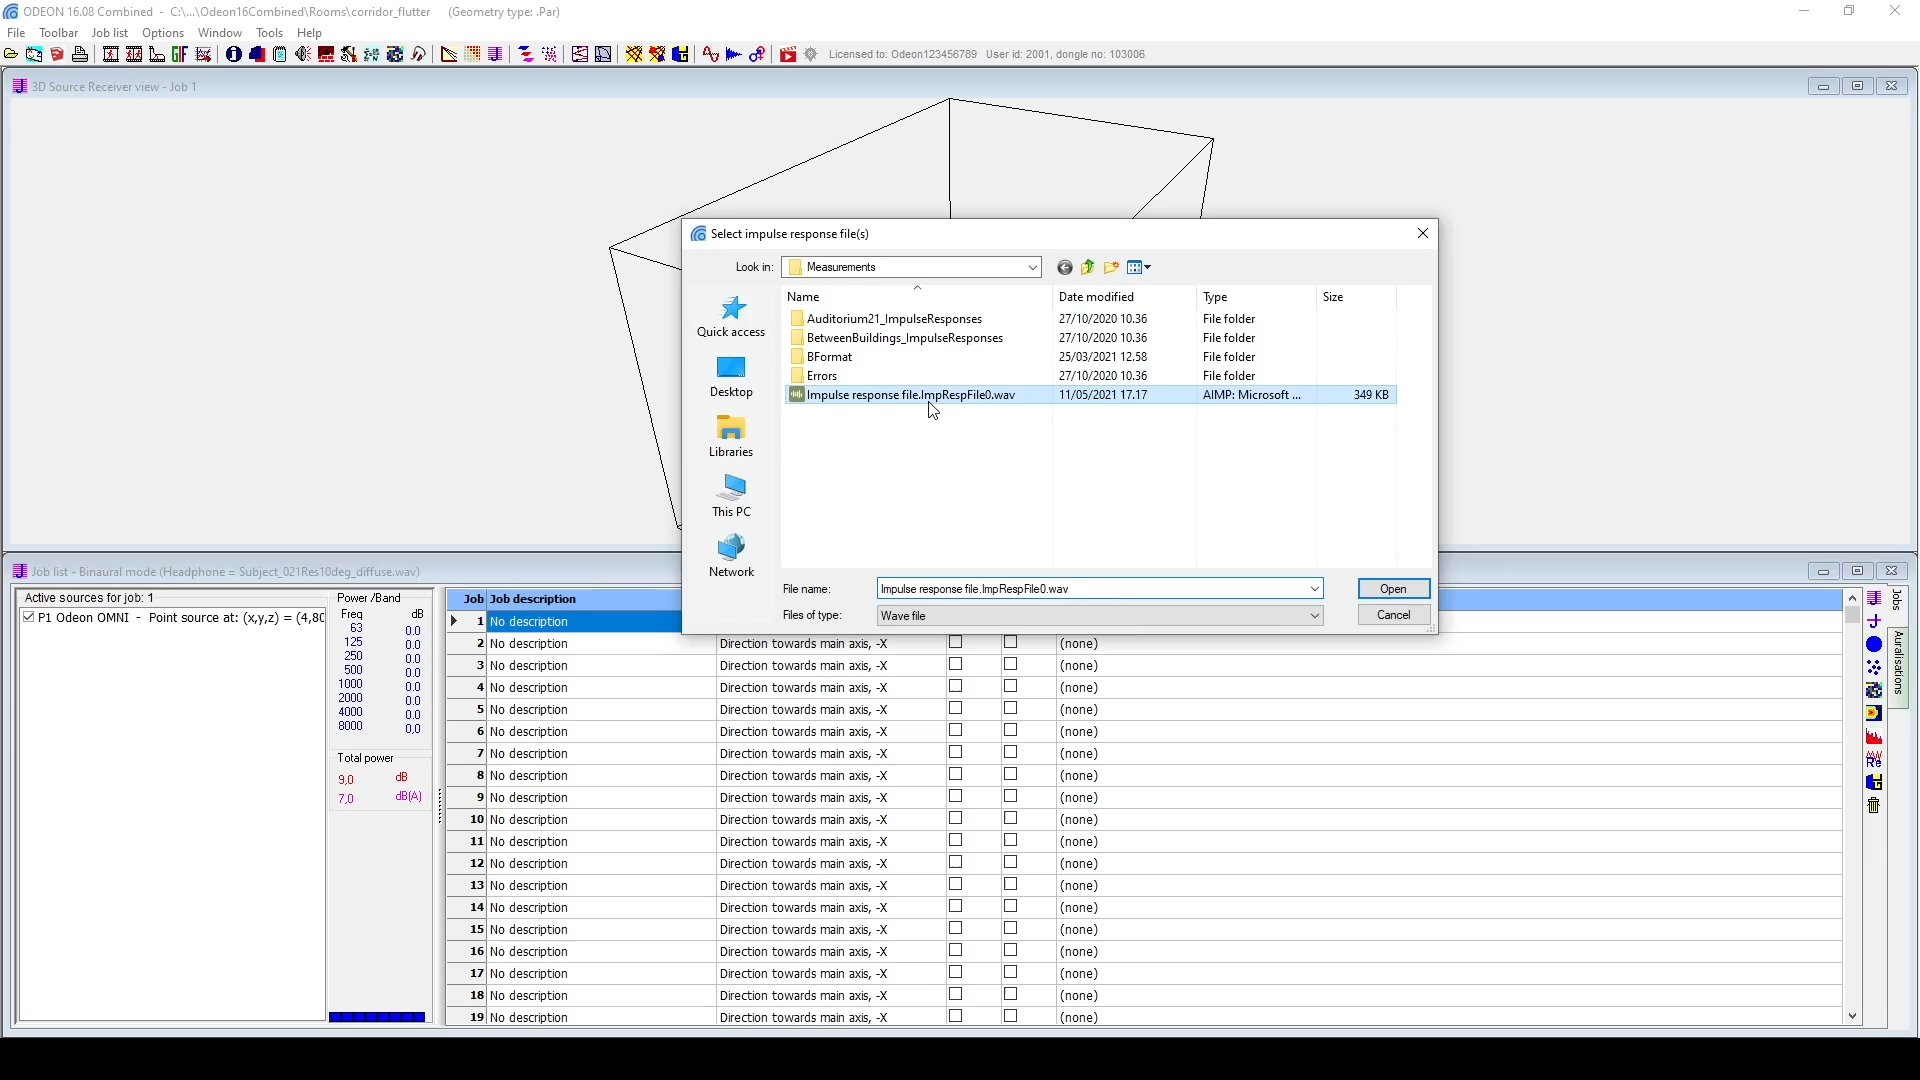 ODEON 16.08 Combined - C:\...\Odeon16Combined\Rooms\corridor_flutter (Geometry type: .Par)
File Toolbar Job list Options Window Tools Help
Licensed to: Odeon123456789 User id: 2001, dongle no: 103006
3D Source Receiver view - Job 1
Select impulse response file(s)
Look in: Measurements
Name Date modified Type Size
Auditorium21_ImpulseResponses 27/10/2020 10.36 File folder
BetweenBuildings_ImpulseResponses 27/10/2020 10.36 File folder
BFormat 25/03/2021 12.58 File folder
Errors 27/10/2020 10.36 File folder
Impulse response file.ImpRespFile0.wav 11/05/2021 17.17 AIMP: Microsoft ... 349 KB
Quick access
Desktop
Libraries
This PC
Network
File name: Impulse response file.ImpRespFile0.wav Open
Files of type: Wave file Cancel
Job list - Binaural mode (Headphone = Subject_021Res10deg_diffuse.wav)
Active sources for job: 1
P1 Odeon OMNI - Point source at: (x,y,z) = (4,80
Power /Band
Freq dB
63 0.0
125 0.0
250 0.0
500 0.0
1000 0.0
2000 0.0
4000 0.0
8000 0,0
Total power
9,0 dB
7,0 dB(A)
Job Job description
1 No description
2 No description Direction towards main axis, -X (none)
3 No description Direction towards main axis, -X (none)
4 No description Direction towards main axis, -X (none)
5 No description Direction towards main axis, -X (none)
6 No description Direction towards main axis, -X (none)
7 No description Direction towards main axis, -X (none)
8 No description Direction towards main axis, -X (none)
9 No description Direction towards main axis, -X (none)
10 No description Direction towards main axis, -X (none)
11 No description Direction towards main axis, -X (none)
12 No description Direction towards main axis, -X (none)
13 No description Direction towards main axis, -X (none)
14 No description Direction towards main axis, -X (none)
15 No description Direction towards main axis, -X (none)
16 No description Direction towards main axis, -X (none)
17 No description Direction towards main axis, -X (none)
18 No description Direction towards main axis, -X (none)
19 No description Direction towards main axis, -X (none)
Jobs
Auralisations